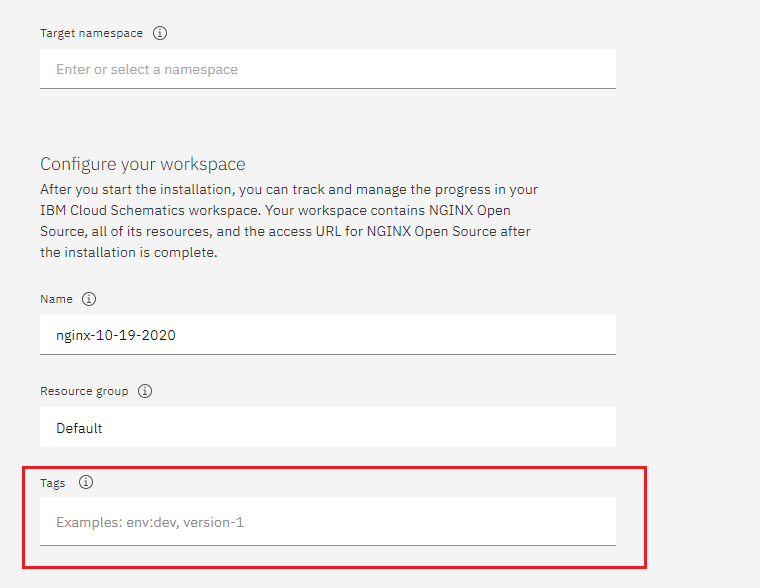 Target namespace
Enter or select a namespace
Configure your workspace
After you start the installation, you can track and manage the progress in your
IBM Cloud Schematics workspace. Your workspace contains NGINX Open
Source, all of its resources, and the access URL for NGINX Open Source after
the installation is complete.
Name
nginx-10-19-2020
Resource group
Default
Tags
Examples: env:dev, version-1